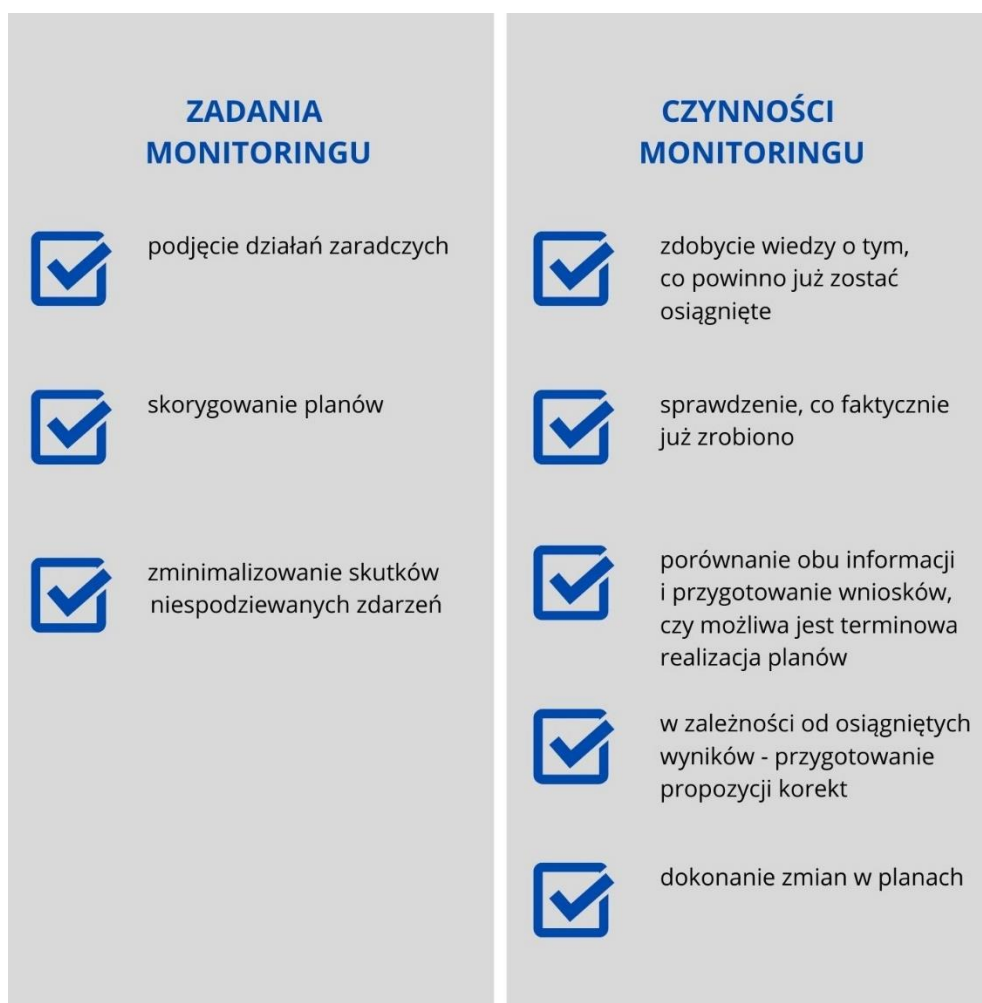 ZADANIA
MONITORINGU
podjęcie działań zaradczych
skorygowanie planów
zminimalizowanie skutków
niespodziewanych zdarzeń
CZYNNOŚCI
MONITORINGU
zdobycie wiedzy o tym,
co powinno już zostać
osiągnięte
sprawdzenie, co faktycznie
już zrobiono
porównanie obu informacji
i przygotowanie wniosków,
czy możliwa jest terminowa
realizacja planów
w zależności od osiągniętych
wyników - przygotowanie
propozycji korekt
dokonanie zmian w planach